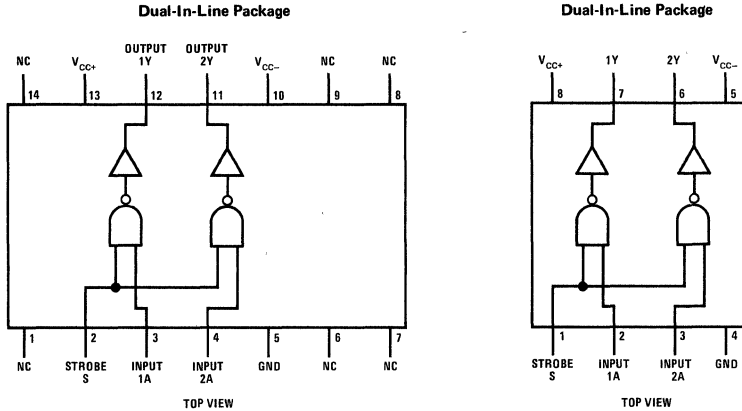 Dual-In-Line Package
OUTPUT OUTPUT
NC VCC+ 1Y 2Y VCC– NC NC
14 13 12 11 10 9 8
1 2 3 4 5 6 7
NC STROBE INPUT INPUT GND NC NC
S 1A 2A
TOP VIEW
Dual-In-Line Package
VCC+ 1Y 2Y VCC–
8 7 6 5
1 2 3 4
STROBE INPUT INPUT GND
S 1A 2A
TOP VIEW